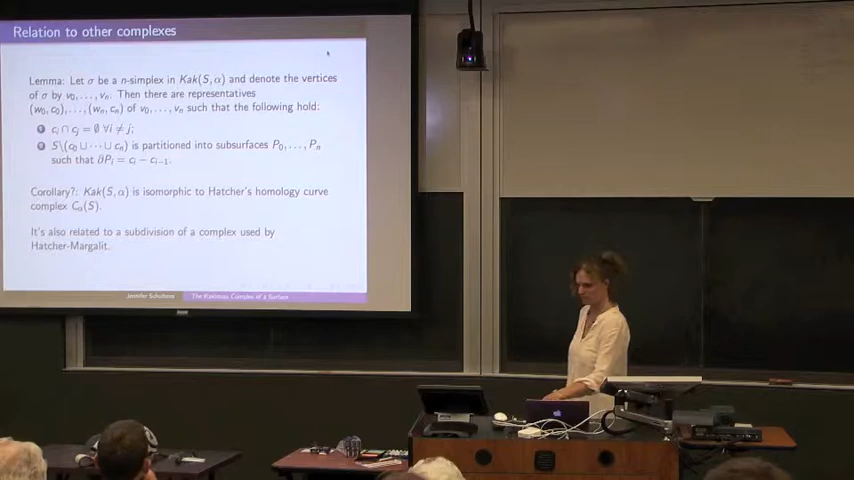 Relation to other complexes
Lemma: Let σ be a n-simplex in Kak(S, α) and denote the vertices
of σ by v₀, . . . , vₙ. Then there are representatives
(w₀, c₀), . . . , (wₙ, cₙ) of v₀, . . . , vₙ such that the following hold:
1 cᵢ ∩ cⱼ = ∅ ∀i ≠ j;
2 S\(c₀ ∪ · · · ∪ cₙ) is partitioned into subsurfaces P₀, . . . , Pₙ
such that ∂Pᵢ = cᵢ − cᵢ₋₁.
Corollary?: Kak(S, α) is isomorphic to Hatcher's homology curve
complex Cα(S).
It's also related to a subdivision of a complex used by
Hatcher-Margalit.
Jennifer Schultens The Kakimizu Complex of a Surface